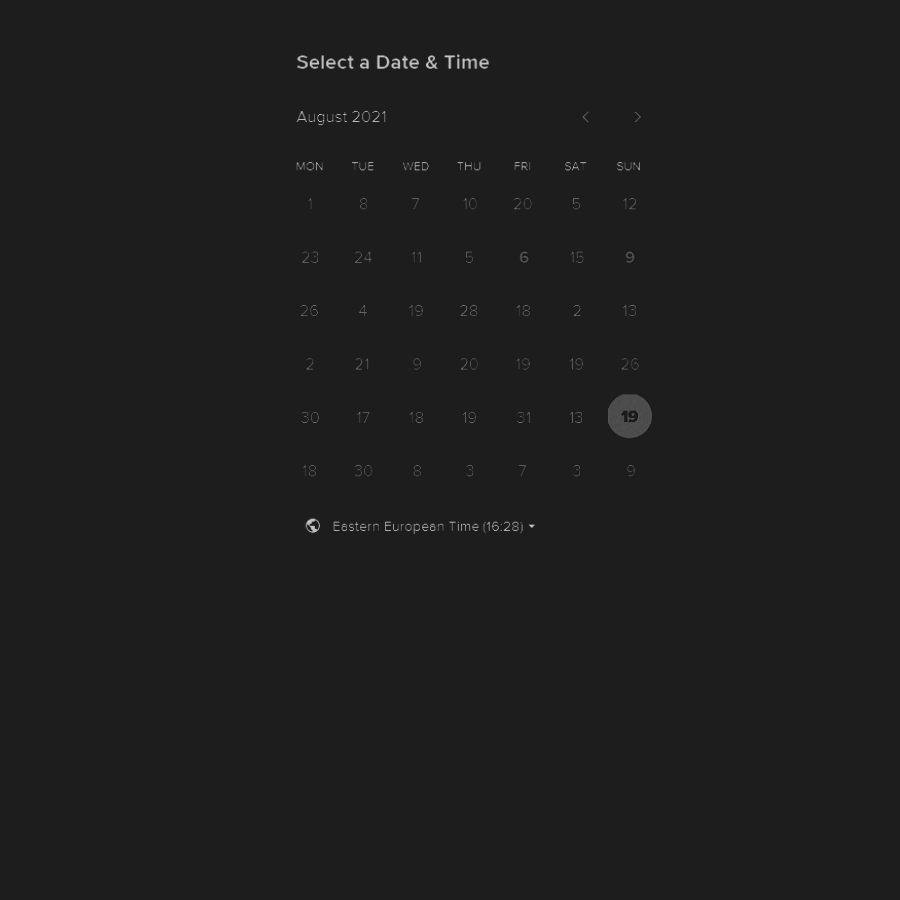 Select a Date & Time
August 2021
MON TUE WED THU FRI SAT SUN
1 8 7 10 20 5 12
23 24 11 5 6 15 9
26 4 19 28 18 2 13
2 21 9 20 19 19 26
30 17 18 19 31 13 19
18 30 8 3 7 3 9
Eastern European Time (16:28)